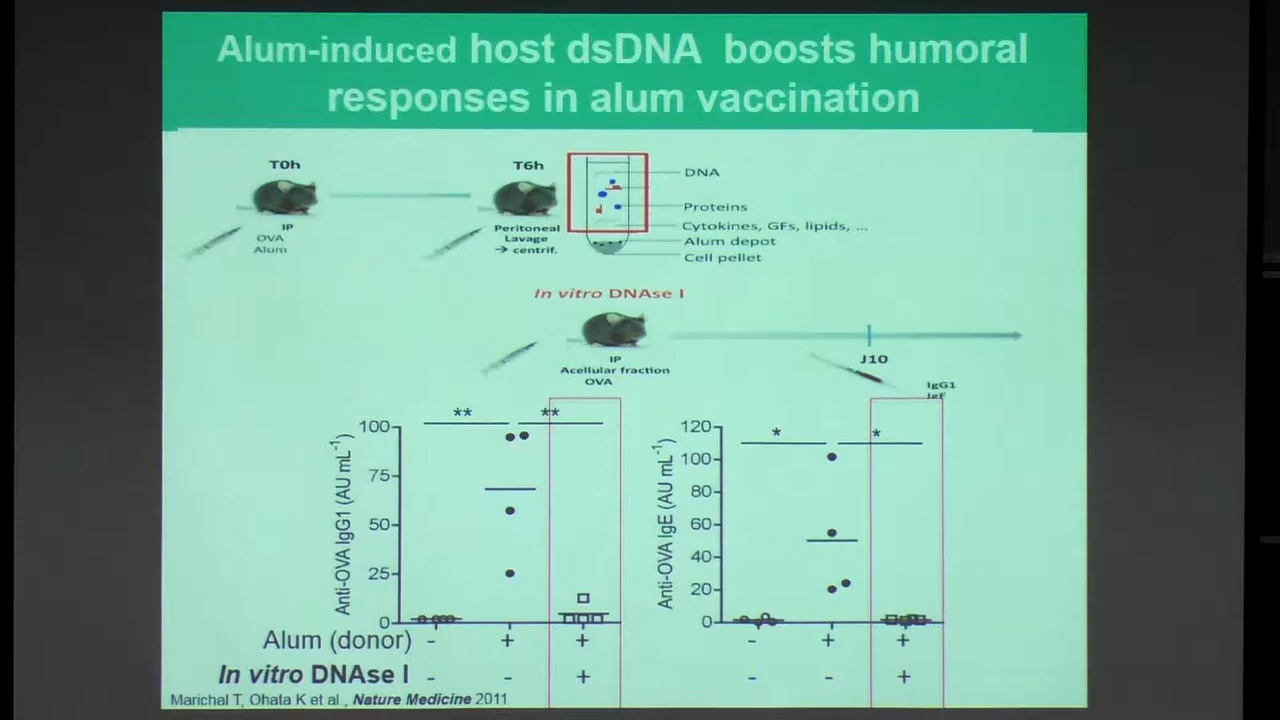 Alum-induced host dsDNA boosts humoral
responses in alum vaccination
T0h
T6h
DNA
Proteins
Cytokines, GFs, lipids, ...
Alum depot
Cell pellet
IP
OVA
Alum
Peritoneal
Lavage
→ centrif.
In vitro DNAse I
IP
Acellular fraction
OVA
J10
IgG1
IgE
** **
100
75
50
25
0
Anti-OVA IgG1 (AU mL-1)
* *
120
100
80
60
40
20
0
Anti-OVA IgE (AU mL-1)
Alum (donor) - + + - + +
In vitro DNAse I - - + - - +
Marichal T, Ohata K et al., Nature Medicine 2011